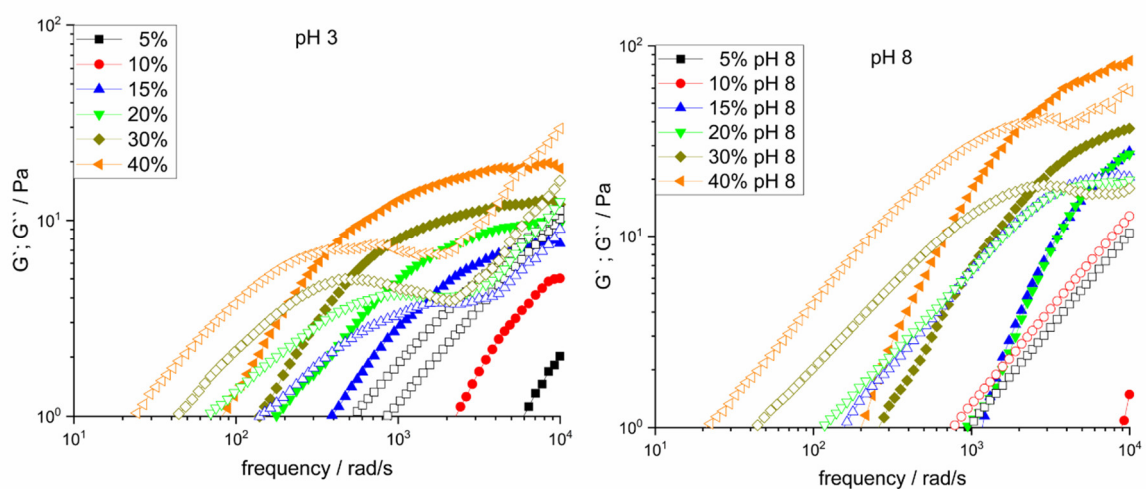 pH 3
5%
10%
15%
20%
30%
40%
G`; G`` / Pa
10²
10¹
10⁰
10¹
10²
10³
10⁴
frequency / rad/s
pH 8
5% pH 8
10% pH 8
15% pH 8
20% pH 8
30% pH 8
40% pH 8
G`; G`` / Pa
10²
10¹
10⁰
10¹
10²
10³
10⁴
frequency / rad/s